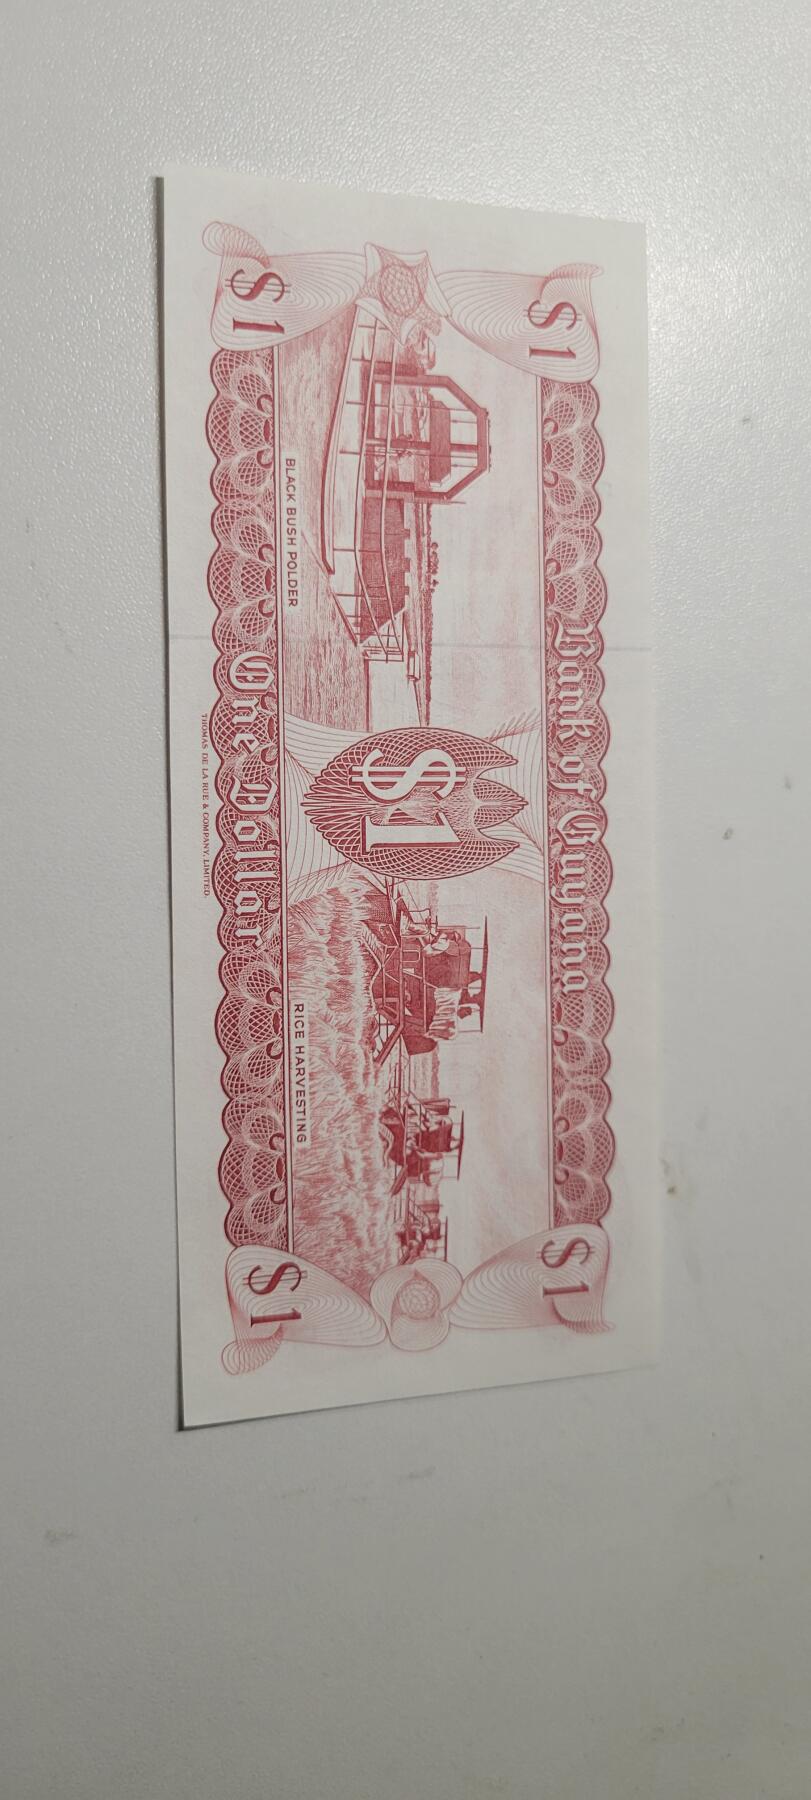 $1
Bank of Guyana
$1
$1
BLACK BUSH POLDER
RICE HARVESTING
$1
One Dollar
$1
THOMAS DE LA RUE & COMPANY, LIMITED.